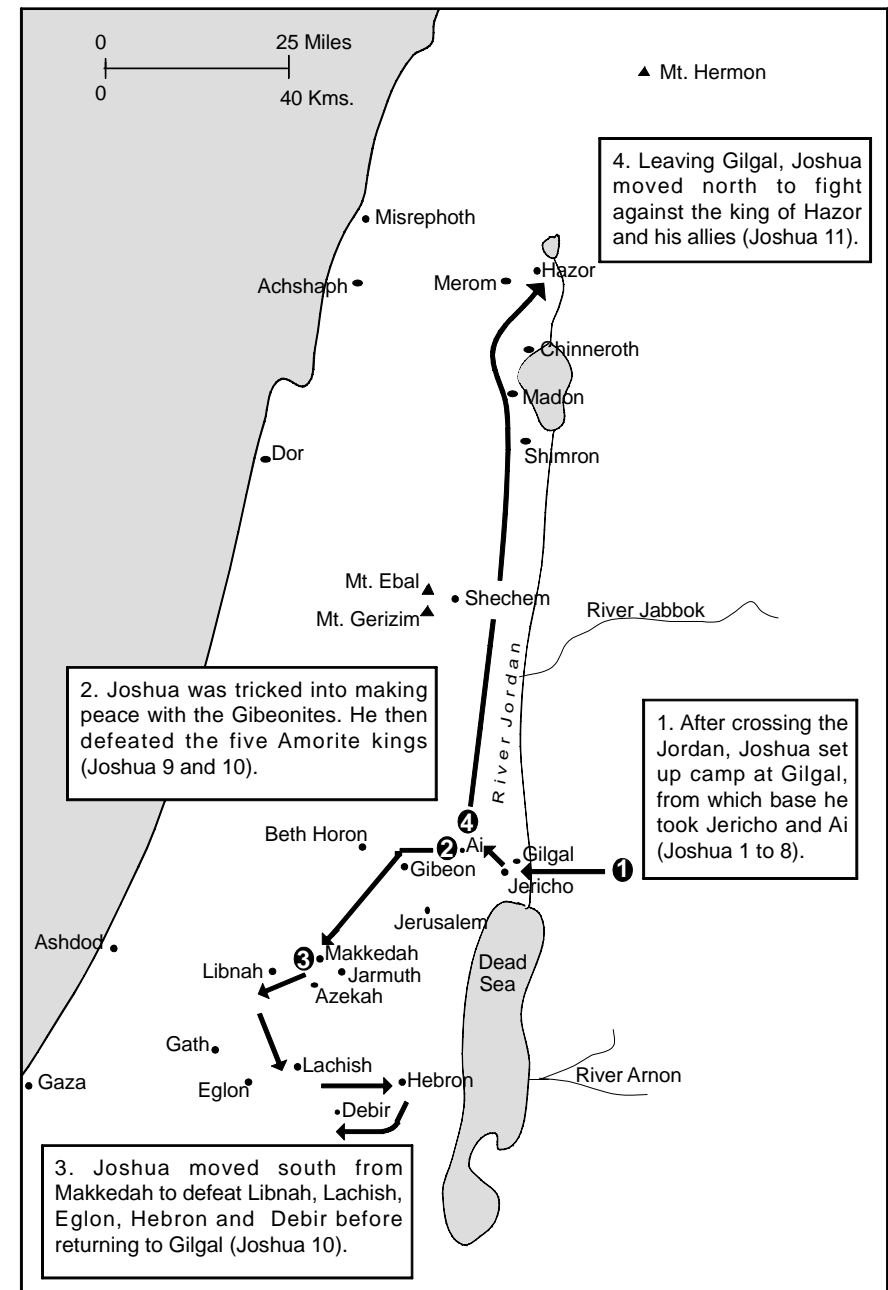 0 25 Miles
0 40 Kms.
Mt. Hermon
4. Leaving Gilgal, Joshua
moved north to fight
against the king of Hazor
and his allies (Joshua 11).
Misrephoth
Hazor
Achshaph
Merom
Chinneroth
Madon
Shimron
Dor
Mt. Ebal
Shechem
Mt. Gerizim
River Jabbok
River Jordan
2. Joshua was tricked into making
peace with the Gibeonites. He then
defeated the five Amorite kings
(Joshua 9 and 10).
1. After crossing the
Jordan, Joshua set
up camp at Gilgal,
from which base he
took Jericho and Ai
(Joshua 1 to 8).
4
Beth Horon
2
Ai
Gilgal
1
Gibeon
Jericho
Jerusalem
Ashdod
3
Makkedah
Libnah
Jarmuth
Azekah
Dead
Sea
Gath
Lachish
Gaza
Eglon
Hebron
River Arnon
Debir
3. Joshua moved south from
Makkedah to defeat Libnah, Lachish,
Eglon, Hebron and Debir before
returning to Gilgal (Joshua 10).